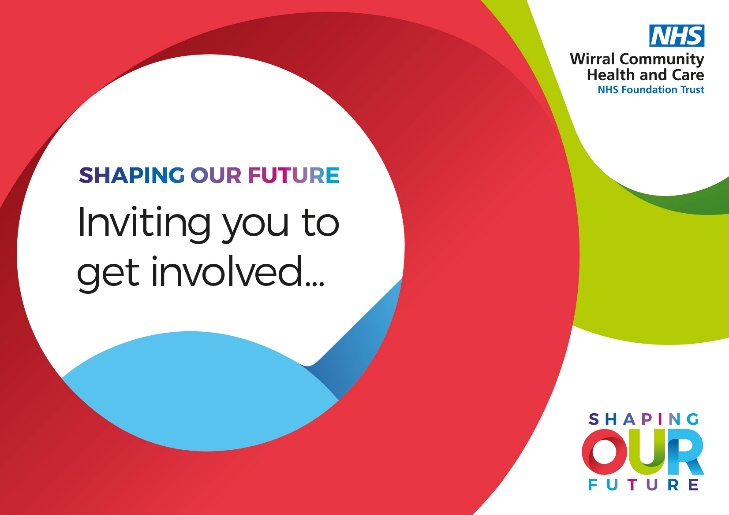 NHS
Wirral Community
Health and Care
NHS Foundation Trust
SHAPING OUR FUTURE
Inviting you to
get involved...
SHAPING
OUR
FUTURE